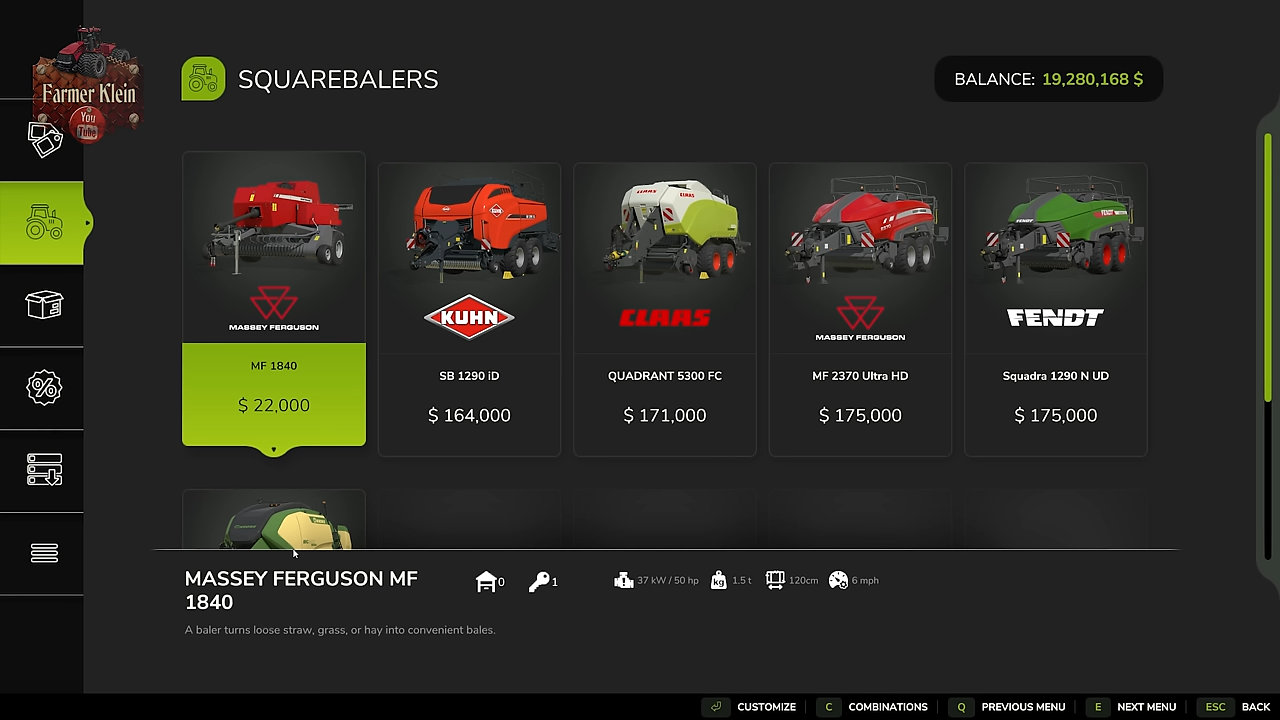 Farmer Klein
You
Tube
SQUAREBALERS
BALANCE: 19,280,168 $
MASSEY FERGUSON
MF 1840
$ 22,000
KUHN
SB 1290 iD
$ 164,000
CLAAS
QUADRANT 5300 FC
$ 171,000
MASSEY FERGUSON
MF 2370 Ultra HD
$ 175,000
FENDT
Squadra 1290 N UD
$ 175,000
MASSEY FERGUSON MF
1840
0
1
37 kW / 50 hp
kg
1.5 t
120cm
6 mph
A baler turns loose straw, grass, or hay into convenient bales.
CUSTOMIZE
C COMBINATIONS
Q PREVIOUS MENU
E NEXT MENU
ESC BACK